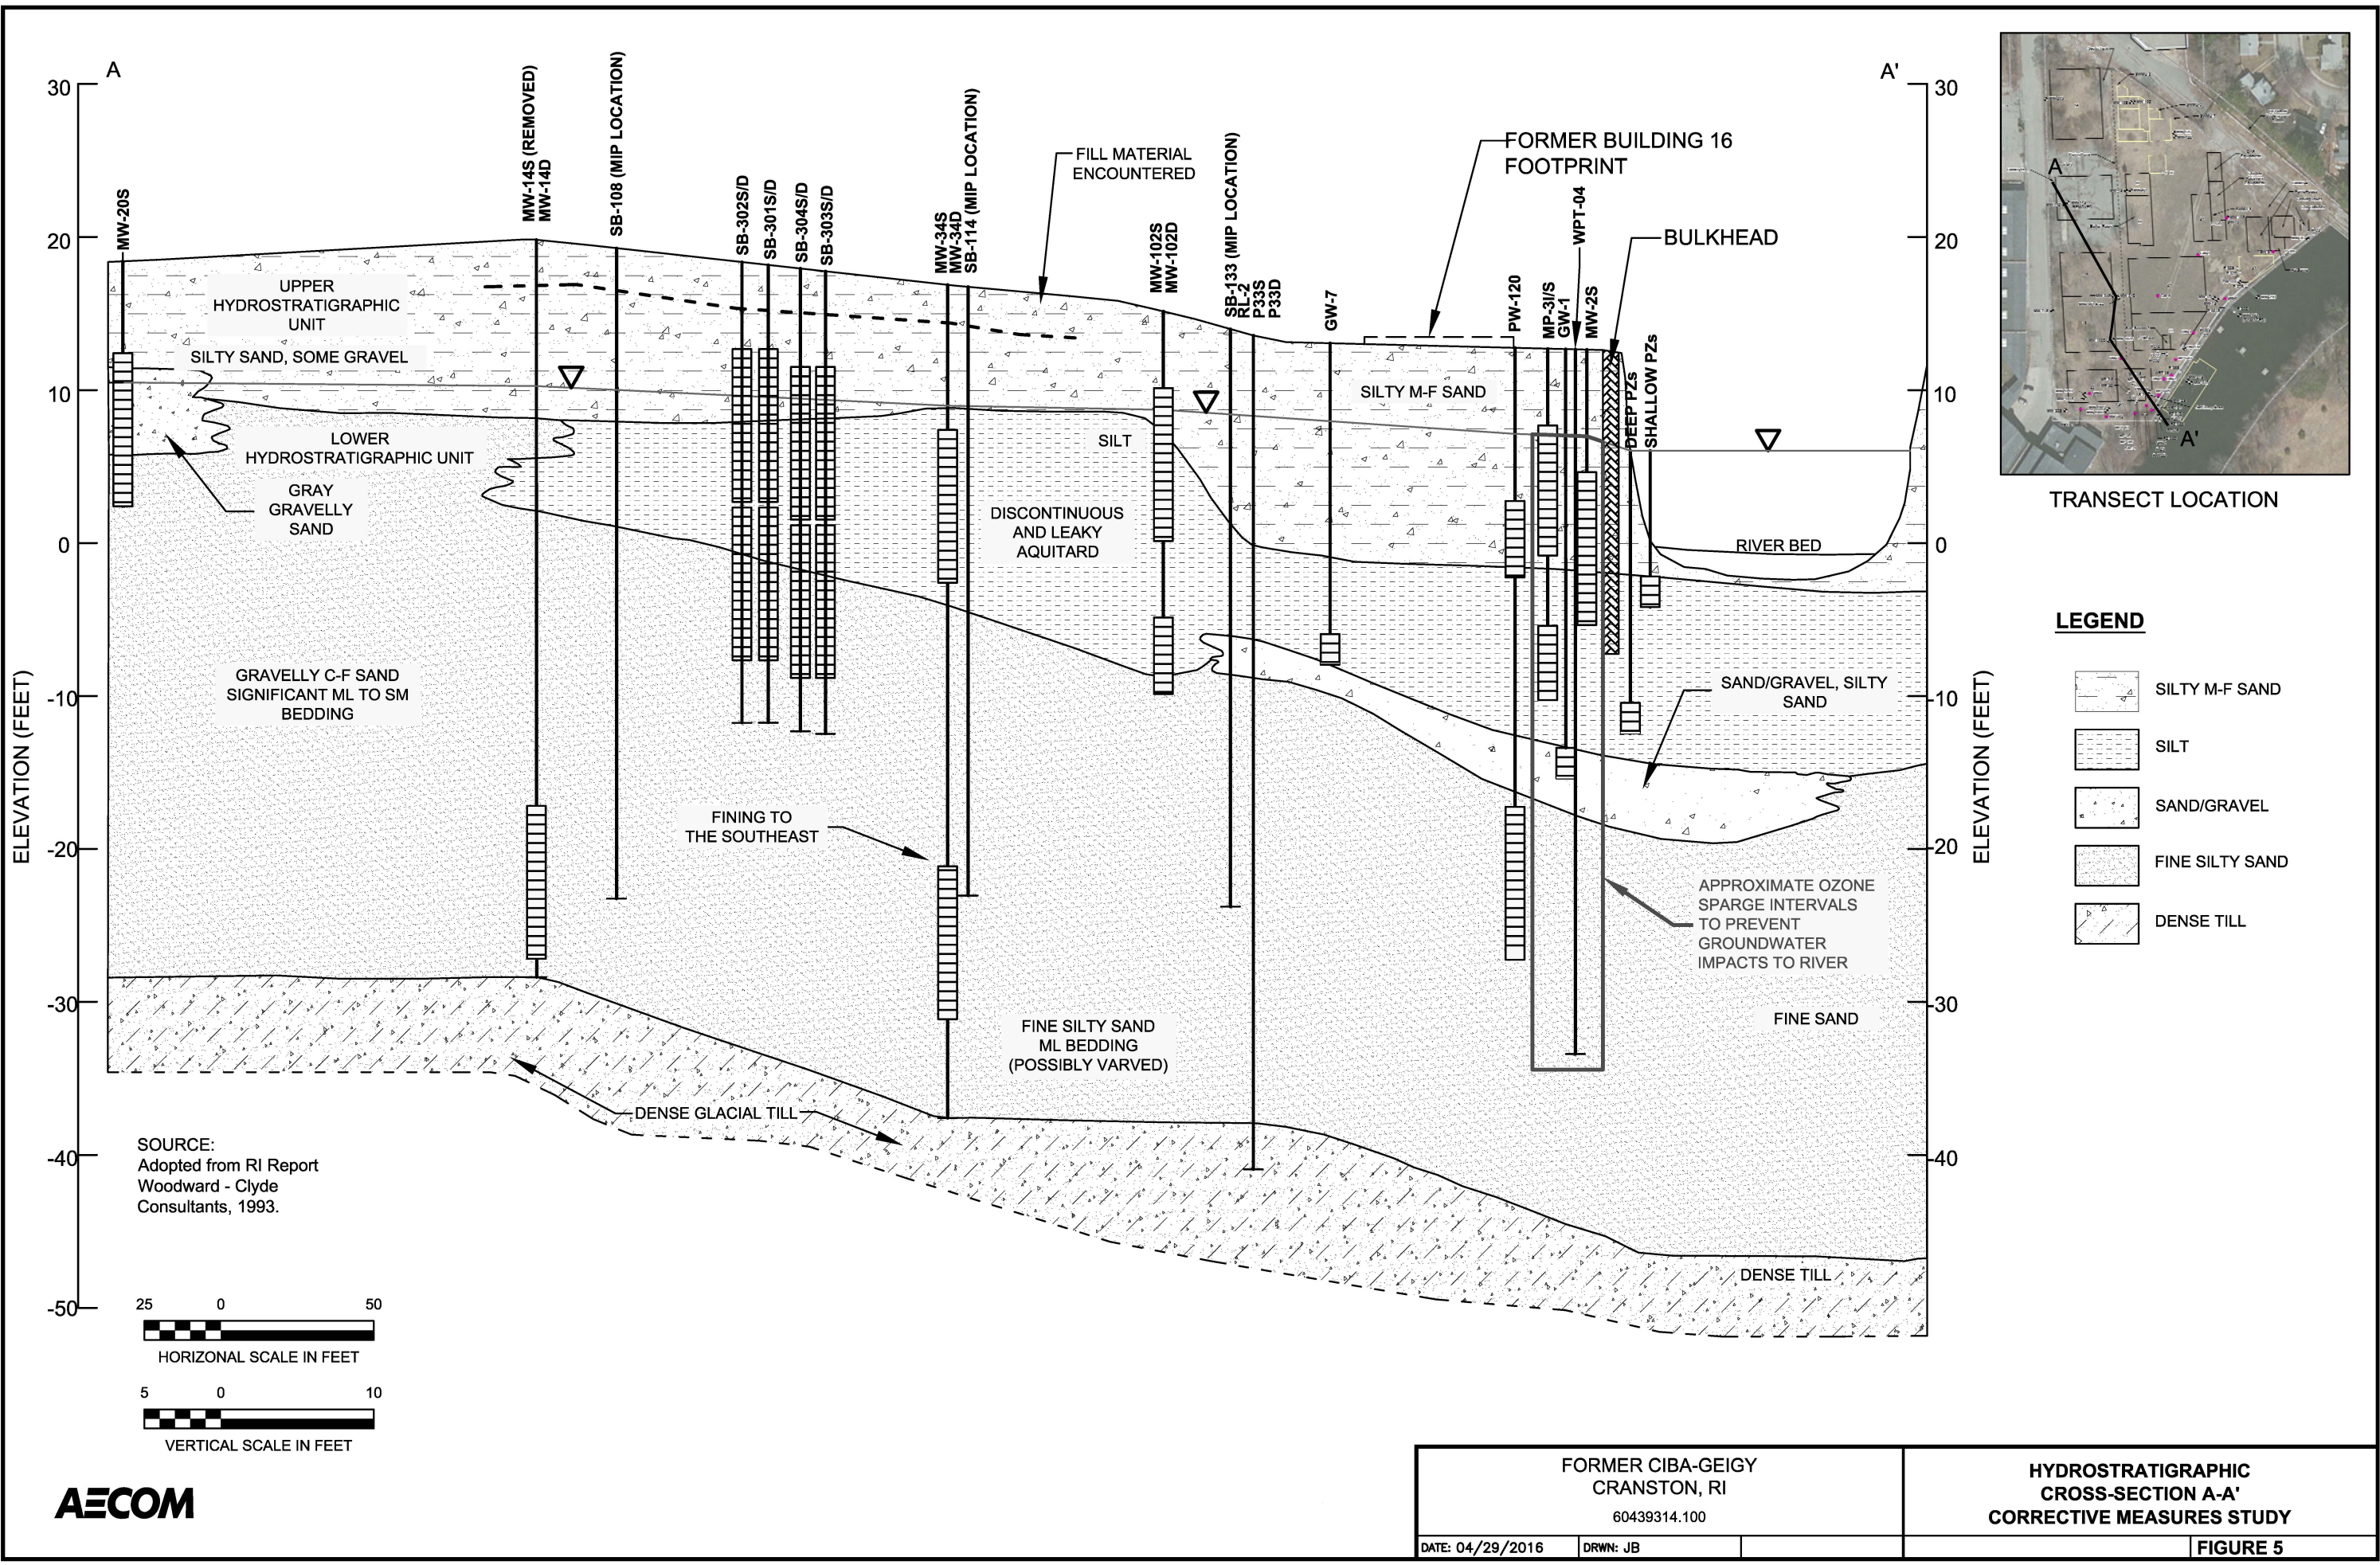 A
A'
30
20
10
0
-10
-20
-30
-40
-50
ELEVATION (FEET)
MW-20S
MW-14S (REMOVED)
MW-14D
SB-108 (MIP LOCATION)
SB-302S/D
SB-301S/D
SB-304S/D
SB-303S/D
MW-34S
MW-34D
SB-114 (MIP LOCATION)
FILL MATERIAL
ENCOUNTERED
MW-102S
MW-102D
SB-133 (MIP LOCATION)
RL-2
P33S
P33D
GW-7
FORMER BUILDING 16
FOOTPRINT
PW-120
MP-3I/S
GW-1
WPT-04
MW-2S
BULKHEAD
DEEP PZs
SHALLOW PZs
30
20
10
0
-10
-20
-30
-40
ELEVATION (FEET)
UPPER
HYDROSTRATIGRAPHIC
UNIT
SILTY SAND, SOME GRAVEL
LOWER
HYDROSTRATIGRAPHIC UNIT
GRAY
GRAVELLY
SAND
SILT
DISCONTINUOUS
AND LEAKY
AQUITARD
SILTY M-F SAND
RIVER BED
GRAVELLY C-F SAND
SIGNIFICANT ML TO SM
BEDDING
SAND/GRAVEL, SILTY
SAND
FINING TO
THE SOUTHEAST
APPROXIMATE OZONE
SPARGE INTERVALS
TO PREVENT
GROUNDWATER
IMPACTS TO RIVER
FINE SILTY SAND
ML BEDDING
(POSSIBLY VARVED)
FINE SAND
DENSE GLACIAL TILL
DENSE TILL
A
A'
TRANSECT LOCATION
LEGEND
SILTY M-F SAND
SILT
SAND/GRAVEL
FINE SILTY SAND
DENSE TILL
SOURCE:
Adopted from RI Report
Woodward - Clyde
Consultants, 1993.
25 0 50
HORIZONAL SCALE IN FEET
5 0 10
VERTICAL SCALE IN FEET
AECOM
FORMER CIBA-GEIGY
CRANSTON, RI
60439314.100
DATE: 04/29/2016 DRWN: JB
HYDROSTRATIGRAPHIC
CROSS-SECTION A-A'
CORRECTIVE MEASURES STUDY
FIGURE 5